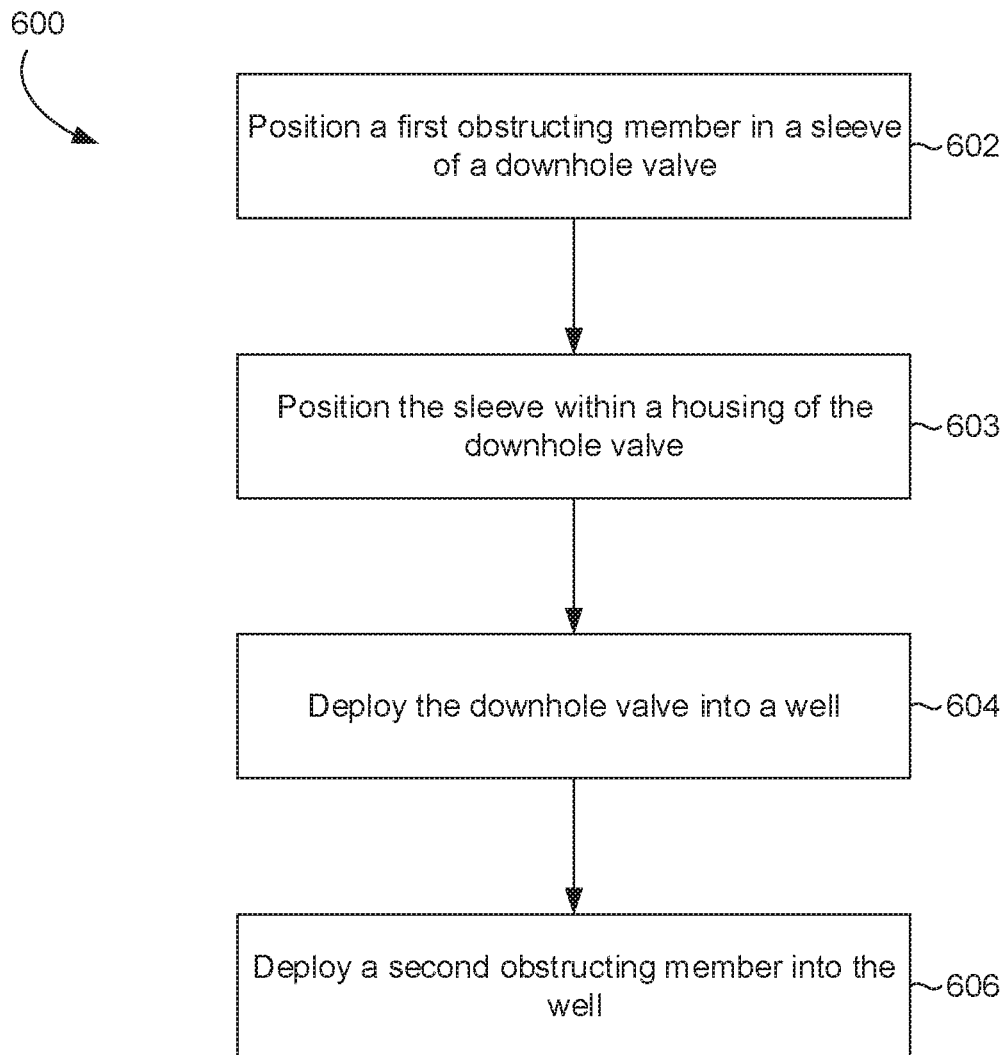 600
Position a first obstructing member in a sleeve
of a downhole valve
602
Position the sleeve within a housing of the
downhole valve
603
Deploy the downhole valve into a well
604
Deploy a second obstructing member into the
well
606